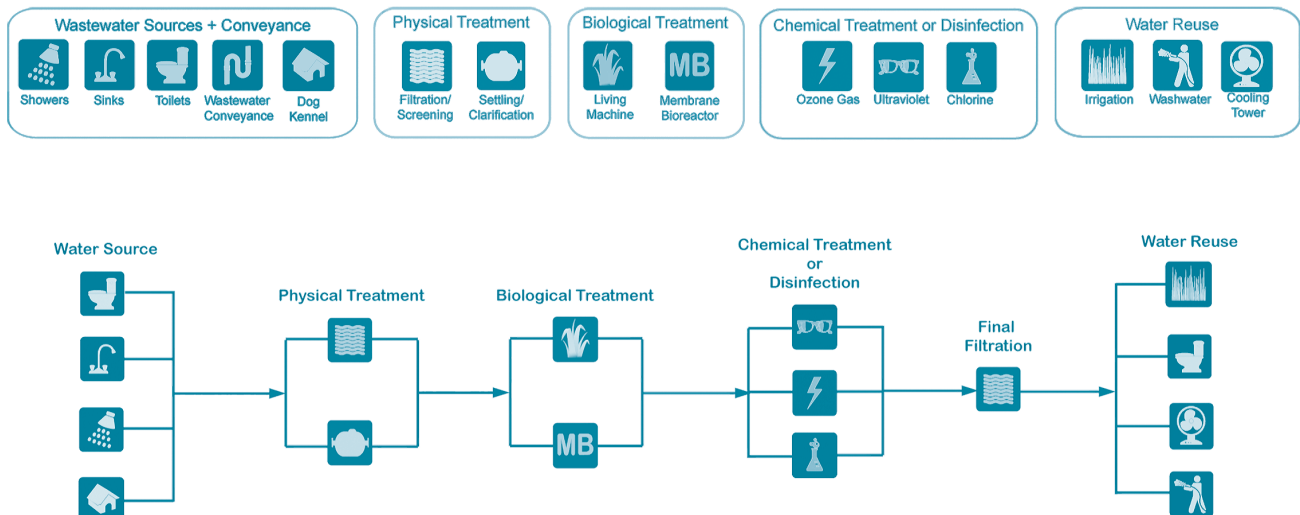 Wastewater Sources + Conveyance
Showers
Sinks
Toilets
Wastewater
Conveyance
Dog
Kennel
Physical Treatment
Filtration/
Screening
Settling/
Clarification
Biological Treatment
MB
Living
Machine
Membrane
Bioreactor
Chemical Treatment or Disinfection
Ozone Gas
Ultraviolet
Chlorine
Water Reuse
Irrigation
Washwater
Cooling
Tower
Water Source
Physical Treatment
Biological Treatment
MB
Chemical Treatment
or
Disinfection
Final
Filtration
Water Reuse